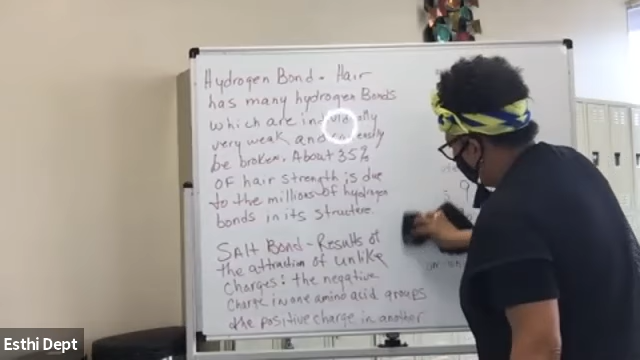 Hydrogen Bond - Hair
has many hydrogen Bonds
which are individually
very weak and can easily
be broken. About 35%
OF hair strength is due
to the millions of hydrogen
bonds in its structure.
SAlt Bond - Results of
the attraction of unlike
Charges: the negative
Charge in one amino acid groups
the positive charge in another
Esthi Dept